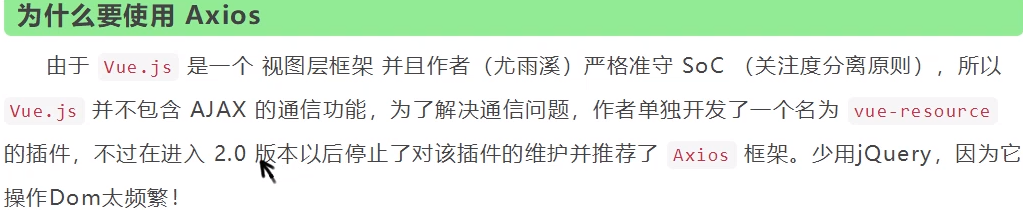 为什么要使用 Axios
由于 Vue.js 是一个 视图层框架 并且作者（尤雨溪）严格准守 SoC （关注度分离原则），所以
Vue.js 并不包含 AJAX 的通信功能，为了解决通信问题，作者单独开发了一个名为 vue-resource
的插件，不过在进入 2.0 版本以后停止了对该插件的维护并推荐了 Axios 框架。少用jQuery，因为它
操作Dom太频繁！